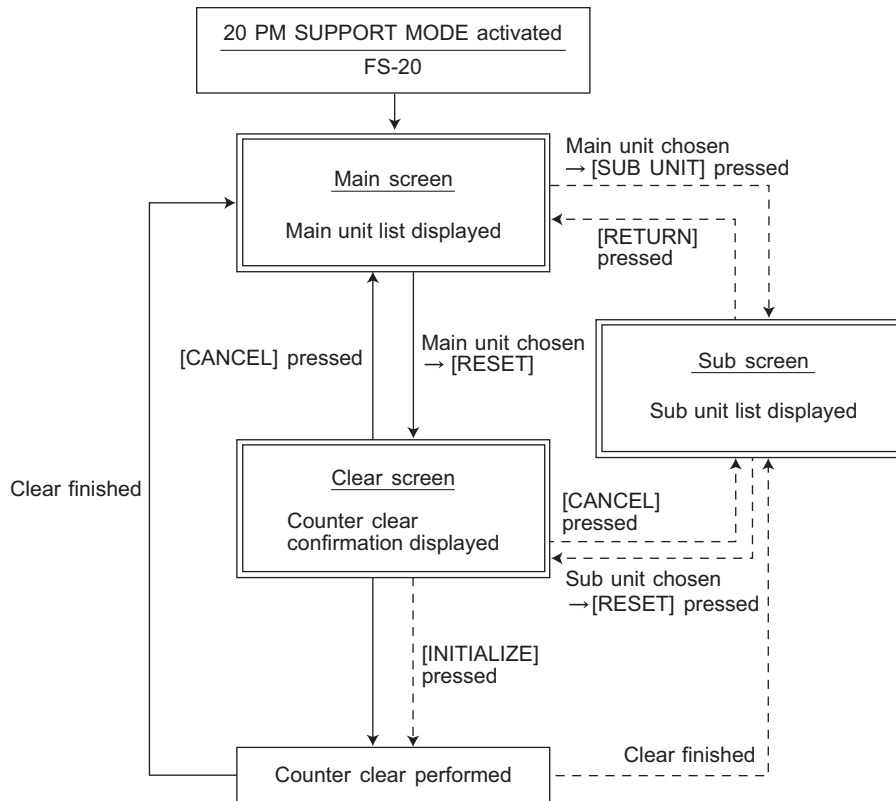 20 PM SUPPORT MODE activated
FS-20
Main screen
Main unit list displayed
Main unit chosen
→ [SUB UNIT] pressed
[RETURN]
pressed
[CANCEL] pressed
Main unit chosen
→ [RESET]
Sub screen
Sub unit list displayed
Clear screen
Counter clear
confirmation displayed
Clear finished
[CANCEL]
pressed
Sub unit chosen
→[RESET] pressed
[INITIALIZE]
pressed
Counter clear performed
Clear finished